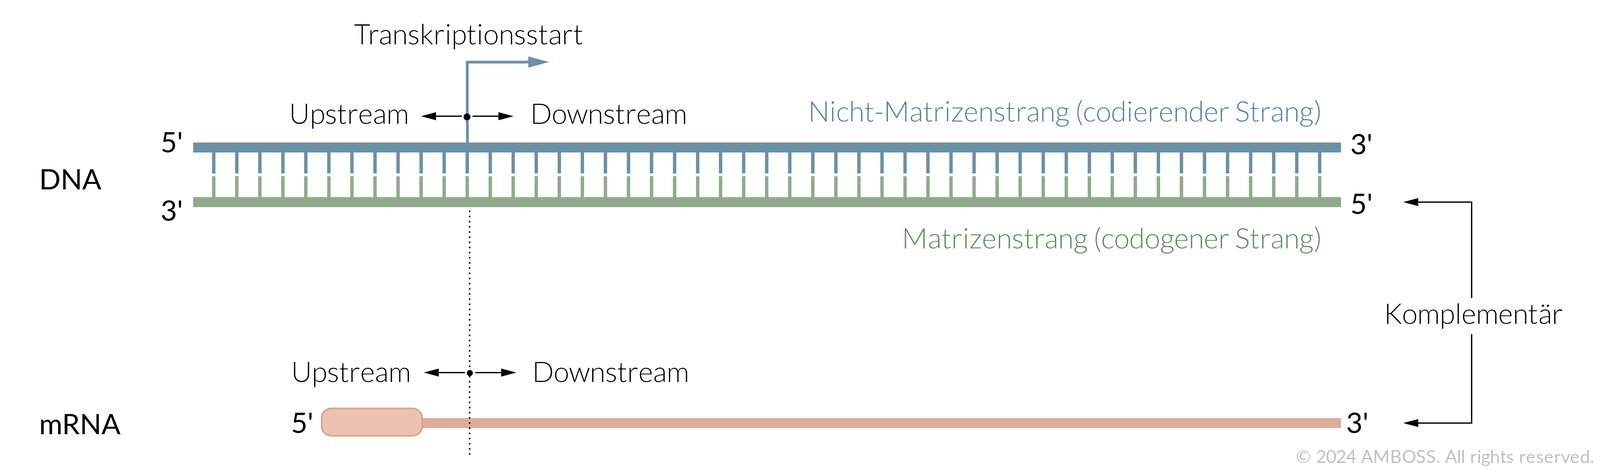 Transkriptionsstart
Upstream Downstream
Nicht-Matrizenstrang (codierender Strang)
5' 3'
DNA
3' 5'
Matrizenstrang (codogener Strang)
Komplementär
Upstream Downstream
5' 3'
mRNA
© 2024 AMBOSS. All rights reserved.